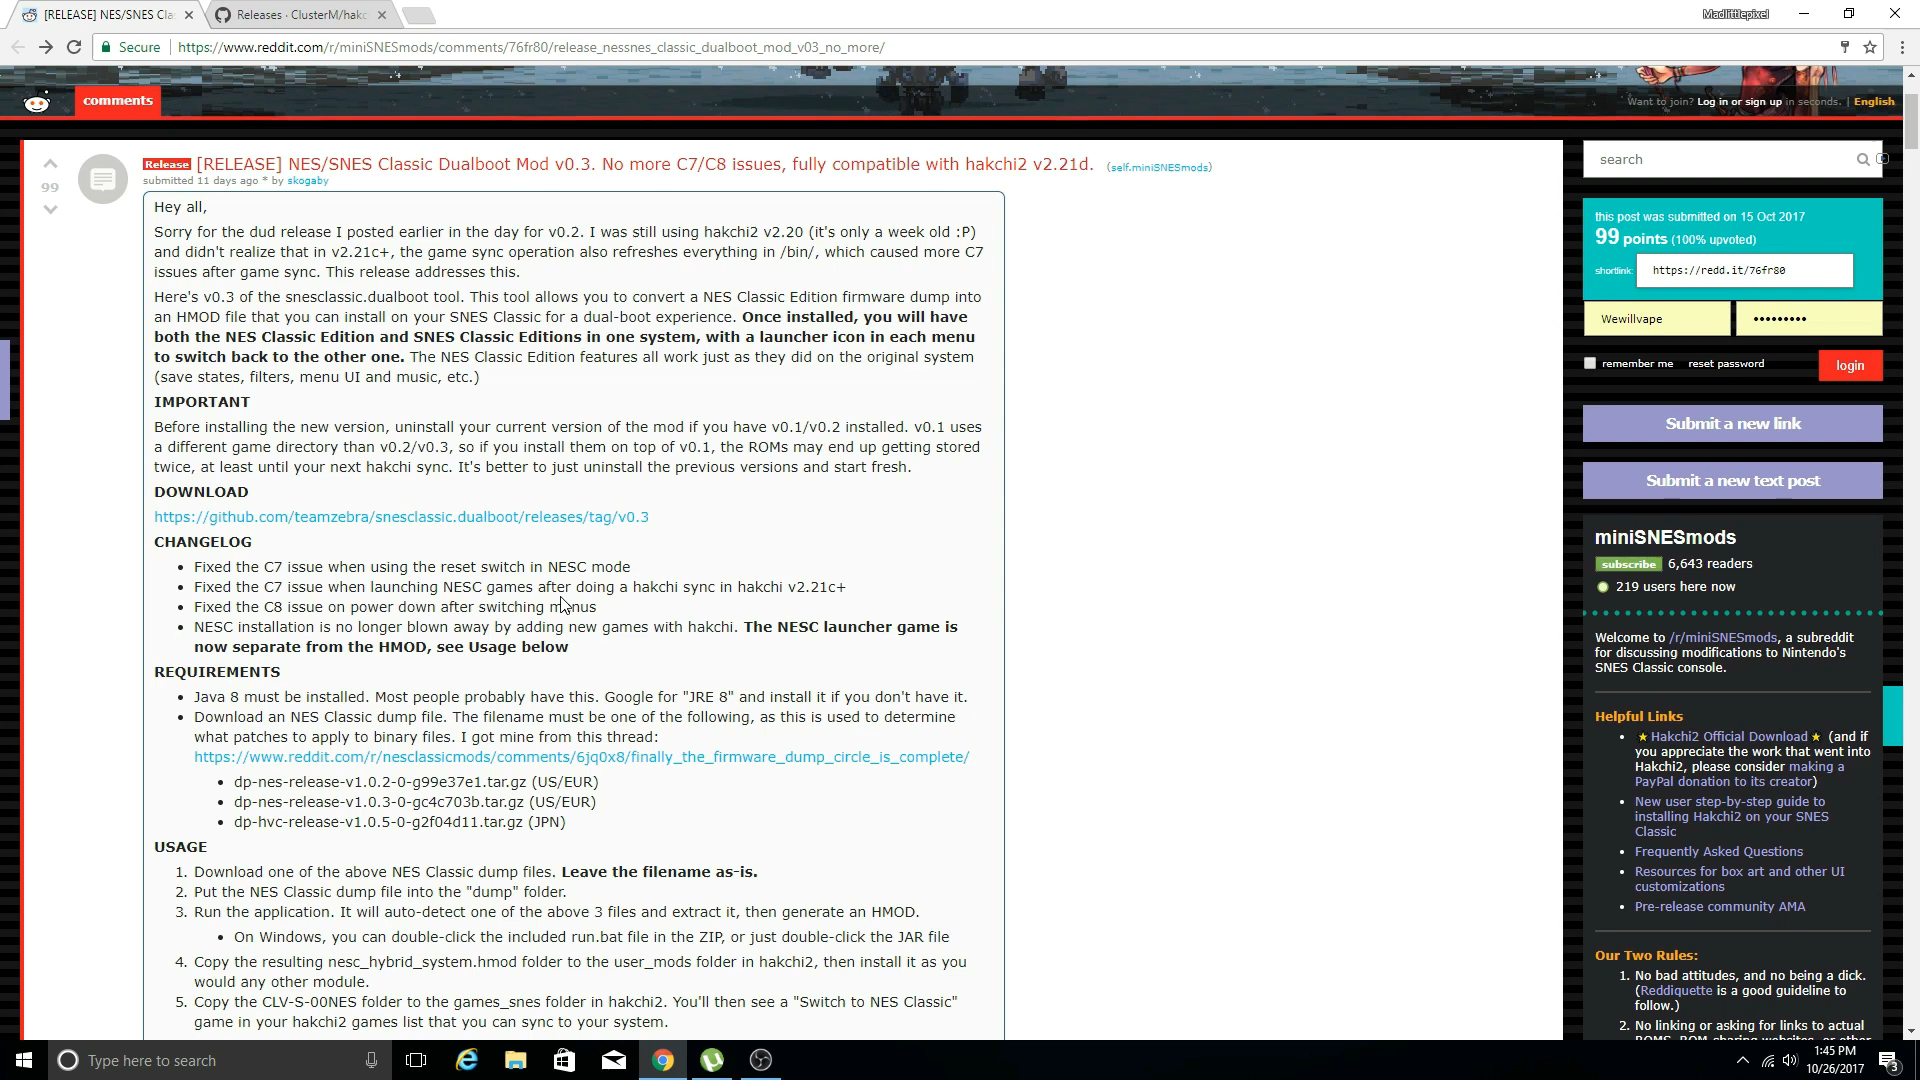 [RELEASE] NES/SNES Cla
Releases · ClusterM/hak
Madlittlepixel
Secure
https://www.reddit.com/r/miniSNESmods/comments/76fr80/release_nessnes_classic_dualboot_mod_v03_no_more/
comments
Want to join? Log in or sign up in seconds. | English
99
Release [RELEASE] NES/SNES Classic Dualboot Mod v0.3. No more C7/C8 issues, fully compatible with hakchi2 v2.21d. (self.miniSNESmods)
submitted 11 days ago * by skogaby
Hey all,
Sorry for the dud release I posted earlier in the day for v0.2. I was still using hakchi2 v2.20 (it's only a week old :P)
and didn't realize that in v2.21c+, the game sync operation also refreshes everything in /bin/, which caused more C7
issues after game sync. This release addresses this.
Here's v0.3 of the snesclassic.dualboot tool. This tool allows you to convert a NES Classic Edition firmware dump into
an HMOD file that you can install on your SNES Classic for a dual-boot experience. Once installed, you will have
both the NES Classic Edition and SNES Classic Editions in one system, with a launcher icon in each menu
to switch back to the other one. The NES Classic Edition features all work just as they did on the original system
(save states, filters, menu UI and music, etc.)
IMPORTANT
Before installing the new version, uninstall your current version of the mod if you have v0.1/v0.2 installed. v0.1 uses
a different game directory than v0.2/v0.3, so if you install them on top of v0.1, the ROMs may end up getting stored
twice, at least until your next hakchi sync. It's better to just uninstall the previous versions and start fresh.
DOWNLOAD
https://github.com/teamzebra/snesclassic.dualboot/releases/tag/v0.3
CHANGELOG
• Fixed the C7 issue when using the reset switch in NESC mode
• Fixed the C7 issue when launching NESC games after doing a hakchi sync in hakchi v2.21c+
• Fixed the C8 issue on power down after switching menus
• NESC installation is no longer blown away by adding new games with hakchi. The NESC launcher game is
now separate from the HMOD, see Usage below
REQUIREMENTS
• Java 8 must be installed. Most people probably have this. Google for "JRE 8" and install it if you don't have it.
• Download an NES Classic dump file. The filename must be one of the following, as this is used to determine
what patches to apply to binary files. I got mine from this thread:
https://www.reddit.com/r/nesclassicmods/comments/6jq0x8/finally_the_firmware_dump_circle_is_complete/
• dp-nes-release-v1.0.2-0-g99e37e1.tar.gz (US/EUR)
• dp-nes-release-v1.0.3-0-gc4c703b.tar.gz (US/EUR)
• dp-hvc-release-v1.0.5-0-g2f04d11.tar.gz (JPN)
USAGE
1. Download one of the above NES Classic dump files. Leave the filename as-is.
2. Put the NES Classic dump file into the "dump" folder.
3. Run the application. It will auto-detect one of the above 3 files and extract it, then generate an HMOD.
• On Windows, you can double-click the included run.bat file in the ZIP, or just double-click the JAR file
4. Copy the resulting nesc_hybrid_system.hmod folder to the user_mods folder in hakchi2, then install it as you
would any other module.
5. Copy the CLV-S-00NES folder to the games_snes folder in hakchi2. You'll then see a "Switch to NES Classic"
game in your hakchi2 games list that you can sync to your system.
search
this post was submitted on 15 Oct 2017
99 points (100% upvoted)
shortlink: https://redd.it/76fr80
Wewillvape •••••••••
remember me reset password login
Submit a new link
Submit a new text post
miniSNESmods
subscribe 6,643 readers
219 users here now
Welcome to /r/miniSNESmods, a subreddit
for discussing modifications to Nintendo's
SNES Classic console.
Helpful Links
• ★Hakchi2 Official Download★ (and if
you appreciate the work that went into
Hakchi2, please consider making a
PayPal donation to its creator)
• New user step-by-step guide to
installing Hakchi2 on your SNES
Classic
• Frequently Asked Questions
• Resources for box art and other UI
customizations
• Pre-release community AMA
Our Two Rules:
1. No bad attitudes, and no being a dick.
(Reddiquette is a good guideline to
follow.)
2. No linking or asking for links to actual
Type here to search
1:45 PM
10/26/2017
3